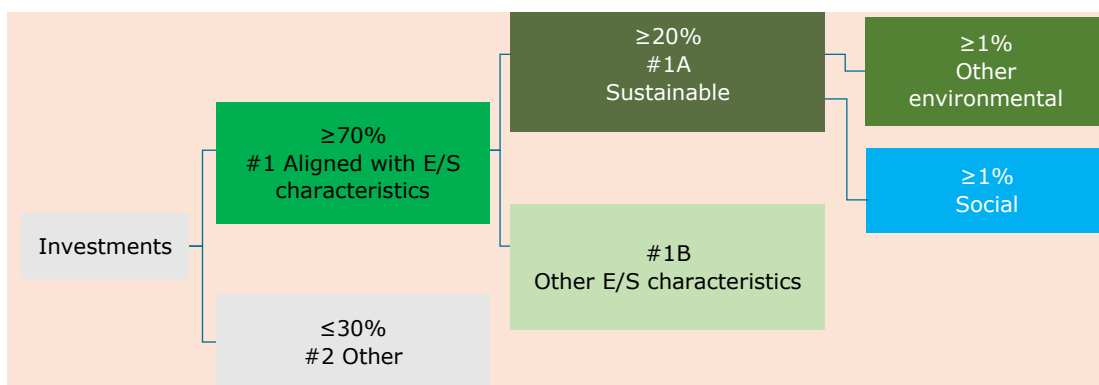 Investments
≥70%
#1 Aligned with E/S
characteristics
≤30%
#2 Other
≥20%
#1A
Sustainable
#1B
Other E/S characteristics
≥1%
Other
environmental
≥1%
Social